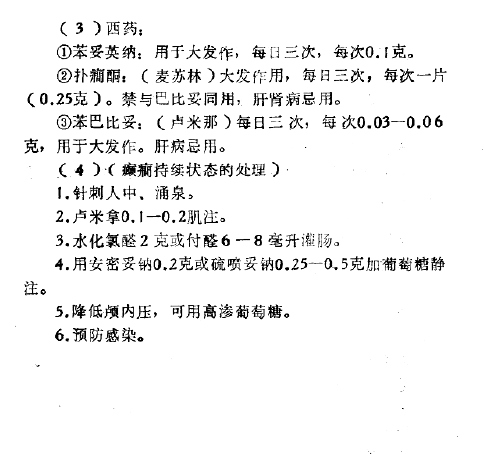 （3）西药：
①苯妥英纳：用于大发作，每日三次，每次0.1克。
②扑痫酮：（麦苏林）大发作用，每日三次，每次一片
（0.25克）。禁与巴比妥同用，肝肾病忌用。
③苯巴比妥：（卢米那）每日三次，每次0.03—0.06
克，用于大发作。肝病忌用。
（4）（癫痫持续状态的处理）
1.针刺人中、涌泉。
2.卢米拿0.1—0.2肌注。
3.水化氯醛2克或付醛6—8毫升灌肠。
4.用安密妥钠0.2克或硫喷妥钠0.25—0.5克加葡萄糖静
注。
5.降低颅内压，可用高渗葡萄糖。
6.预防感染。